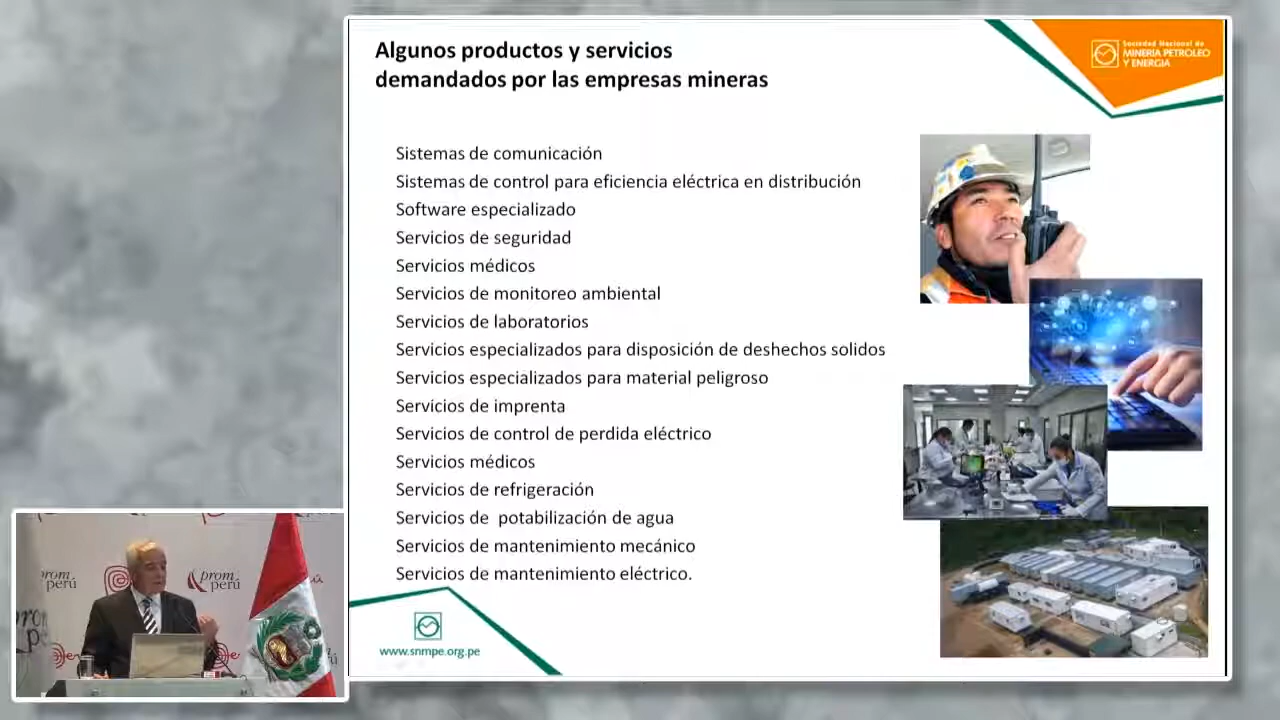 Algunos productos y servicios
demandados por las empresas mineras
Sociedad Nacional de
MINERIA PETROLEO
Y ENERGIA
Sistemas de comunicación
Sistemas de control para eficiencia eléctrica en distribución
Software especializado
Servicios de seguridad
Servicios médicos
Servicios de monitoreo ambiental
Servicios de laboratorios
Servicios especializados para disposición de deshechos solidos
Servicios especializados para material peligroso
Servicios de imprenta
Servicios de control de perdida eléctrico
Servicios médicos
Servicios de refrigeración
Servicios de potabilización de agua
Servicios de mantenimiento mecánico
Servicios de mantenimiento eléctrico.
www.snmpe.org.pe
prom
perú
prom
perú